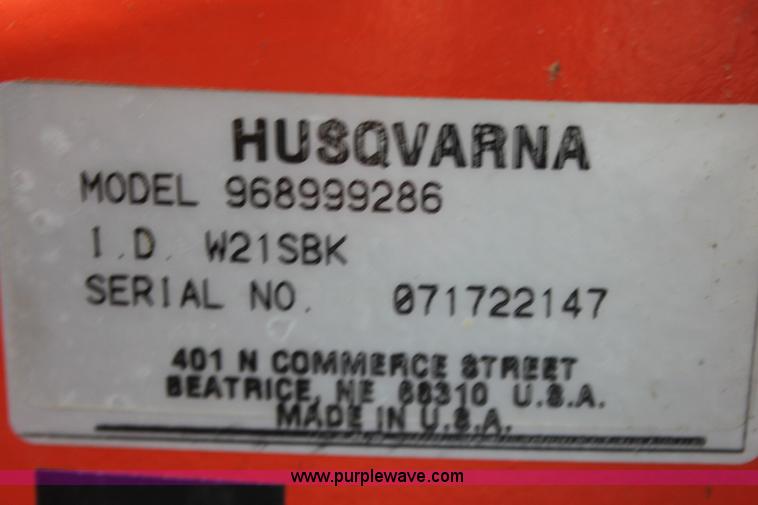 HUSQVARNA
MODEL 968999286
I.D. W21SBK
SERIAL NO. 071722147
401 N COMMERCE STREET
BEATRICE, NE 68310 U.S.A.
MADE IN U.S.A.
www.purplewave.com